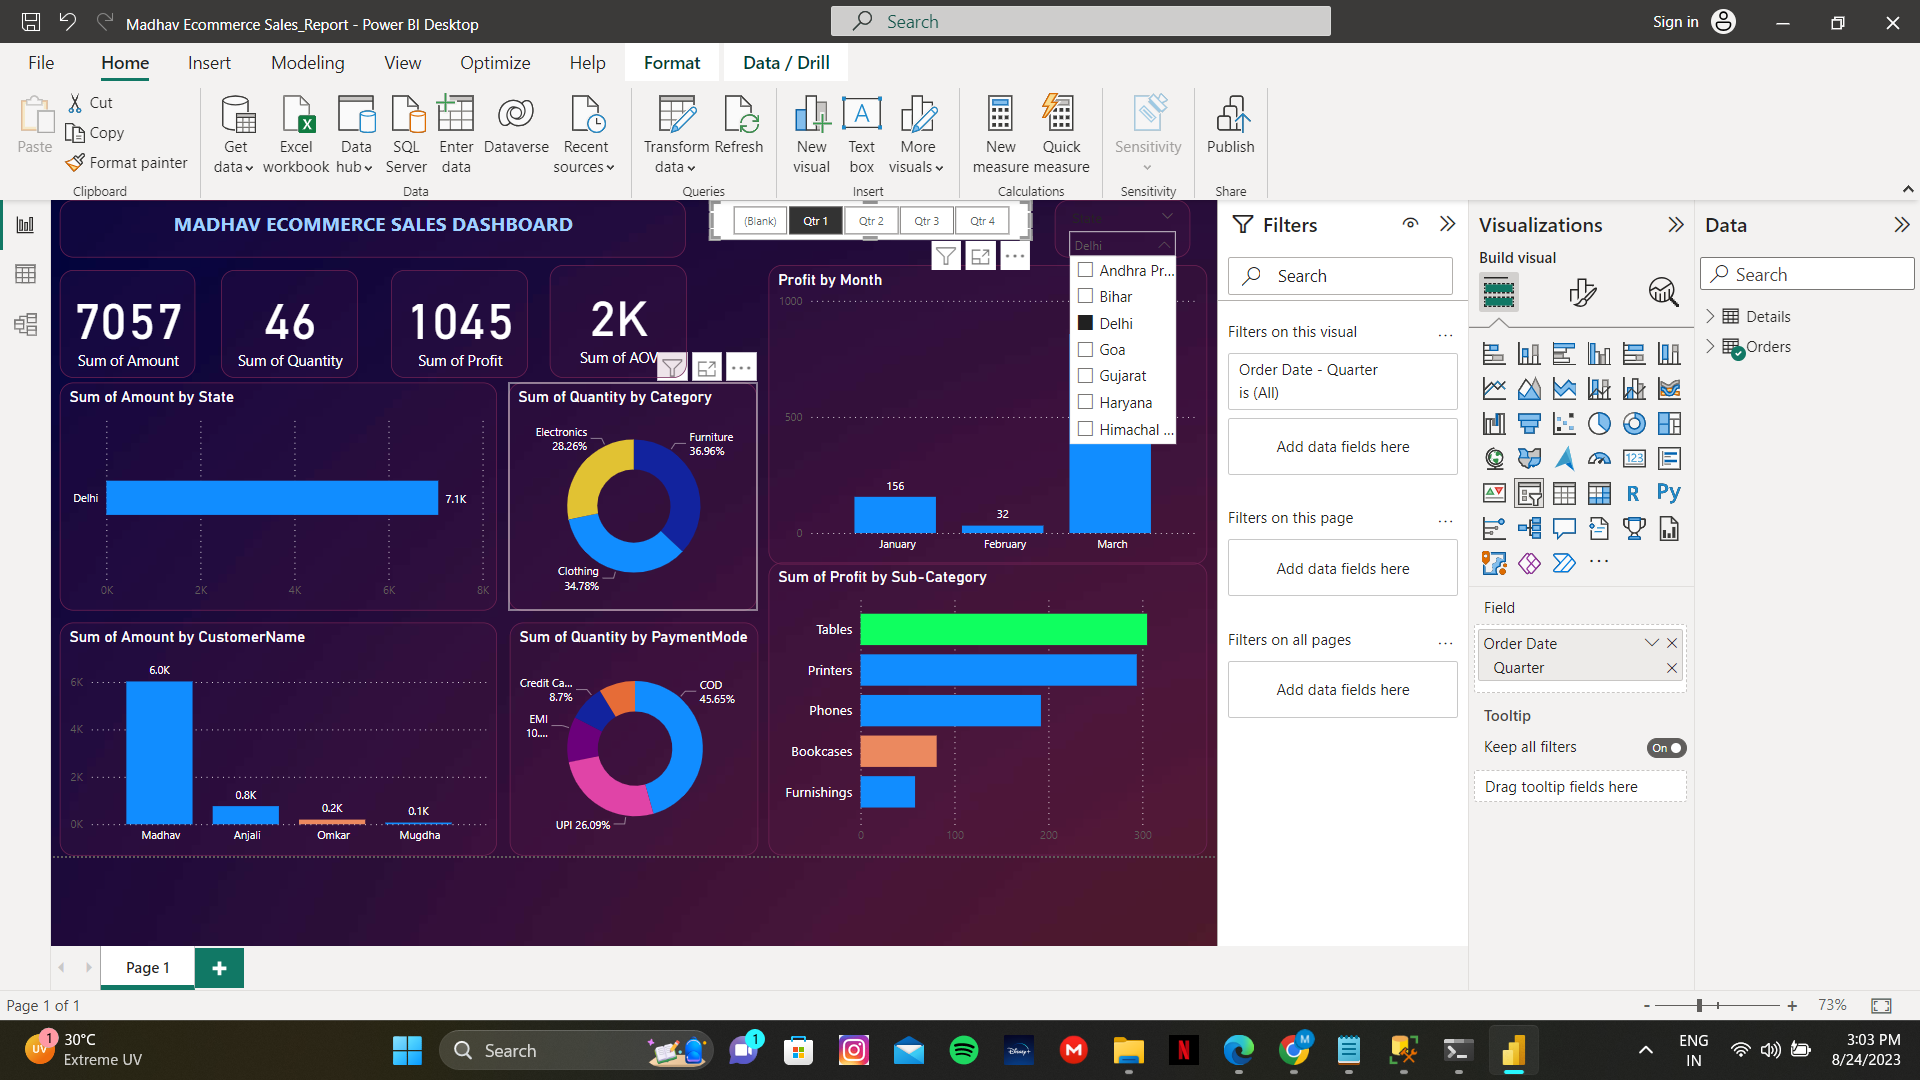 Madhav Ecommerce Sales_Report - Power BI Desktop
Search
Sign in
File Home Insert Modeling View Optimize Help Format Data / Drill
Paste
Cut
Copy
Format painter
Clipboard
Get data
Excel workbook
Data hub
SQL Server
Enter data
Dataverse
Recent sources
Data
Transform data
Refresh
Queries
New visual
Text box
More visuals
Insert
New measure
Quick measure
Calculations
Sensitivity
Sensitivity
Publish
Share
MADHAV ECOMMERCE SALES DASHBOARD
(Blank) Qtr 1 Qtr 2 Qtr 3 Qtr 4
State
Delhi
Andhra Pr...
Bihar
Delhi
Goa
Gujarat
Haryana
Himachal ...
7057
Sum of Amount
46
Sum of Quantity
1045
Sum of Profit
2K
Sum of AOV
Sum of Amount by State
Delhi
7.1K
0K 2K 4K 6K 8K
Sum of Quantity by Category
Electronics
28.26%
Furniture
36.96%
Clothing
34.78%
Profit by Month
1000
500
0
156
32
January February March
Sum of Amount by CustomerName
6K
4K
2K
0K
6.0K
0.8K
0.2K
0.1K
Madhav Anjali Omkar Mugdha
Sum of Quantity by PaymentMode
Credit Ca...
8.7%
COD
45.65%
EMI
10....
UPI 26.09%
Sum of Profit by Sub-Category
Tables
Printers
Phones
Bookcases
Furnishings
0 100 200 300
Filters
Search
Filters on this visual
...
Order Date - Quarter
is (All)
Add data fields here
Filters on this page
...
Add data fields here
Filters on all pages
...
Add data fields here
Visualizations
Build visual
123
R
Py
...
Field
Order Date
Quarter
Tooltip
Keep all filters
On
Drag tooltip fields here
Data
Search
Details
Orders
Page 1
+
Page 1 of 1
- + 73%
UV
1
30°C
Extreme UV
Search
1
Disney+
M
N
M
ENG
IN
3:03 PM
8/24/2023